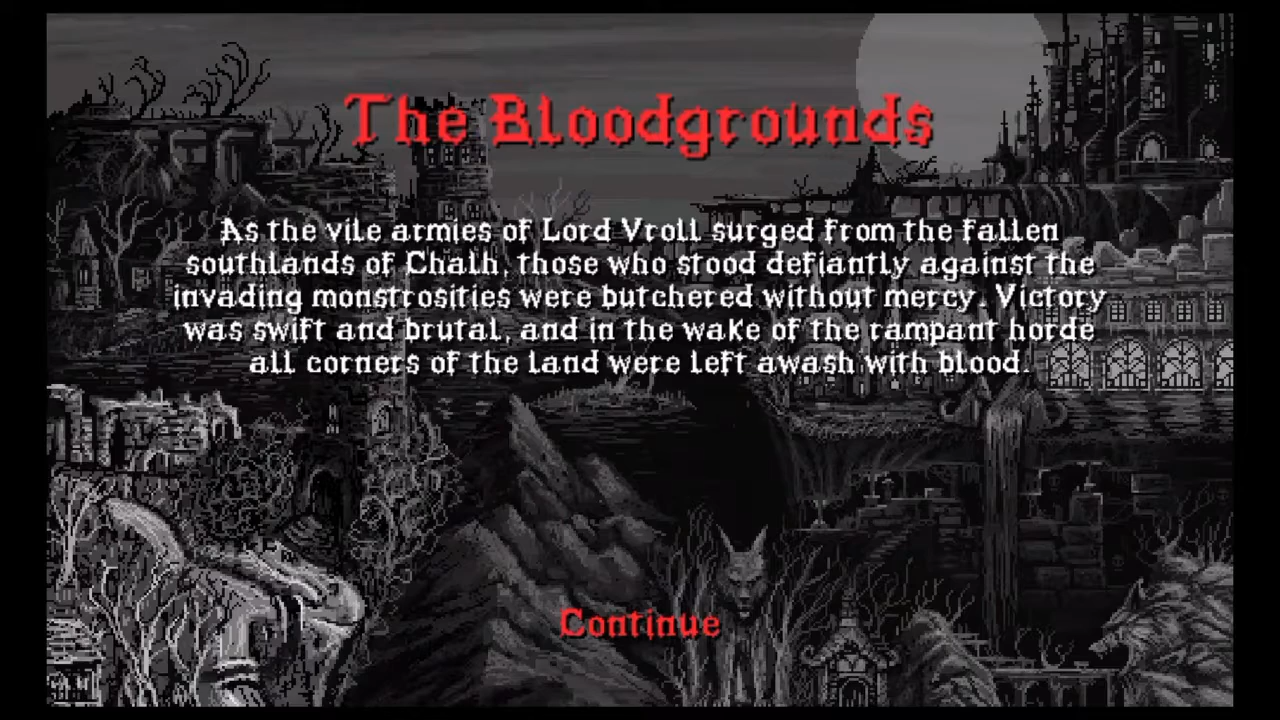 The Bloodgrounds
As the vile armies of Lord Vroll surged from the fallen
southlands of Chalh, those who stood defiantly against the
invading monstrosities were butchered without mercy. Victory
was swift and brutal, and in the wake of the rampant horde
all corners of the land were left awash with blood.
Continue